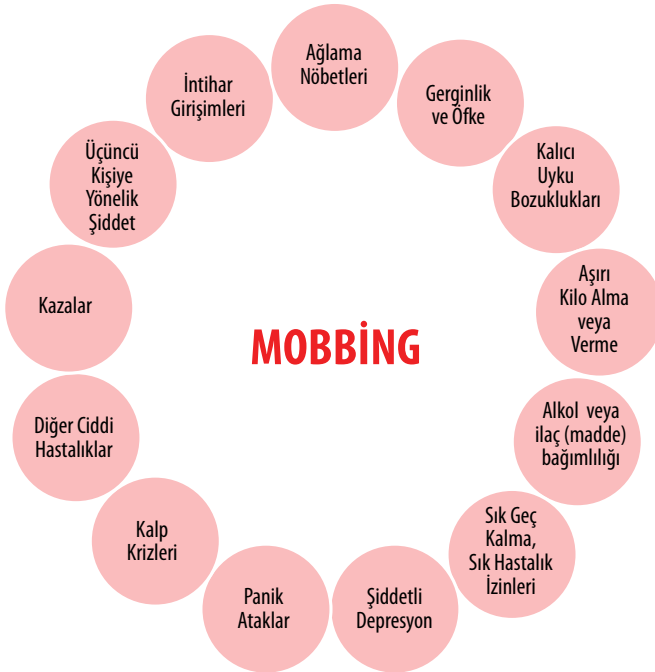 Ağlama
Nöbetleri
Gerginlik
ve Öfke
Kalıcı
Uyku
Bozuklukları
Aşırı
Kilo Alma
veya
Verme
Alkol veya
ilaç (madde)
bağımlılığı
Sık Geç
Kalma,
Sık Hastalık
İzinleri
Şiddetli
Depresyon
Panik
Ataklar
Kalp
Krizleri
Diğer Ciddi
Hastalıklar
Kazalar
Üçüncü
Kişiye
Yönelik
Şiddet
İntihar
Girişimleri
MOBBİNG